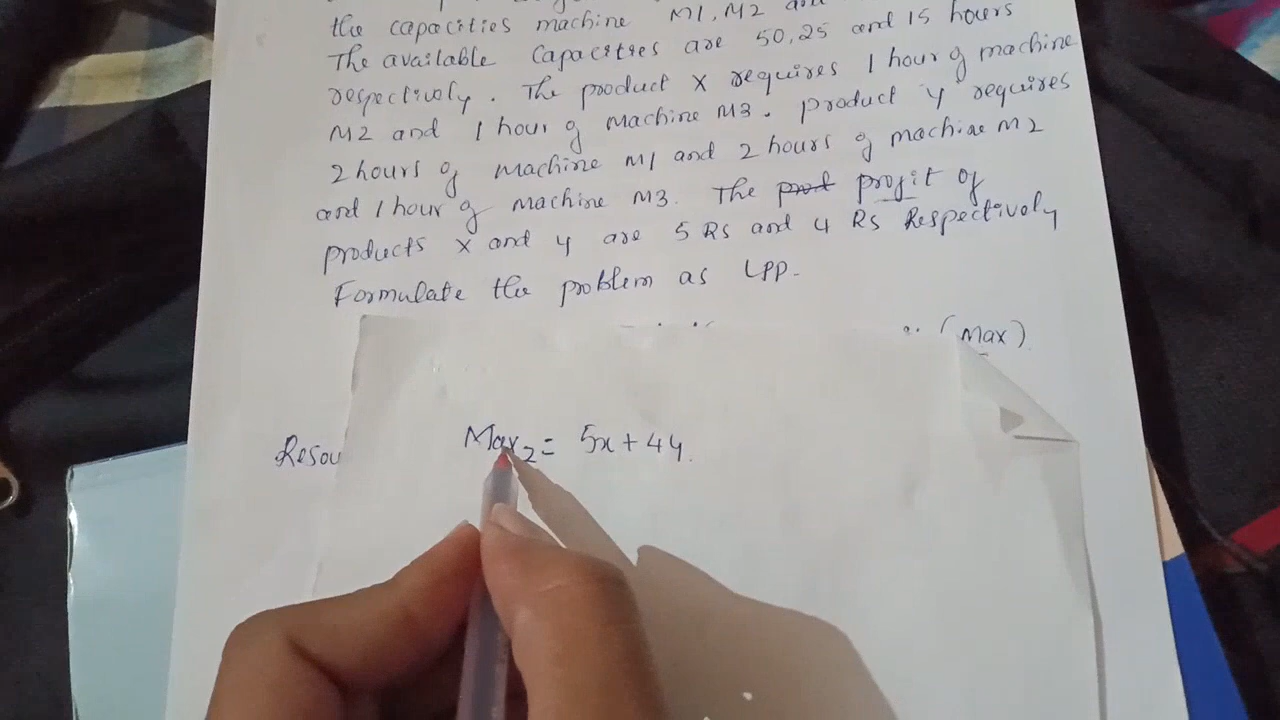 the capacities machine M1, M2 and
The available Capacities are 50, 25 and 15 hours
respectively. The product x requires 1 hour of machine
M2 and 1 hour of machine M3. product y requires
2 hours of machine M1 and 2 hours of machine M2
and 1 hour of machine M3. The profit of
products x and y are 5 RS and 4 RS Respectively
Formulate the problem as LPP.
(Max).
Resou
Max z = 5x + 4y.